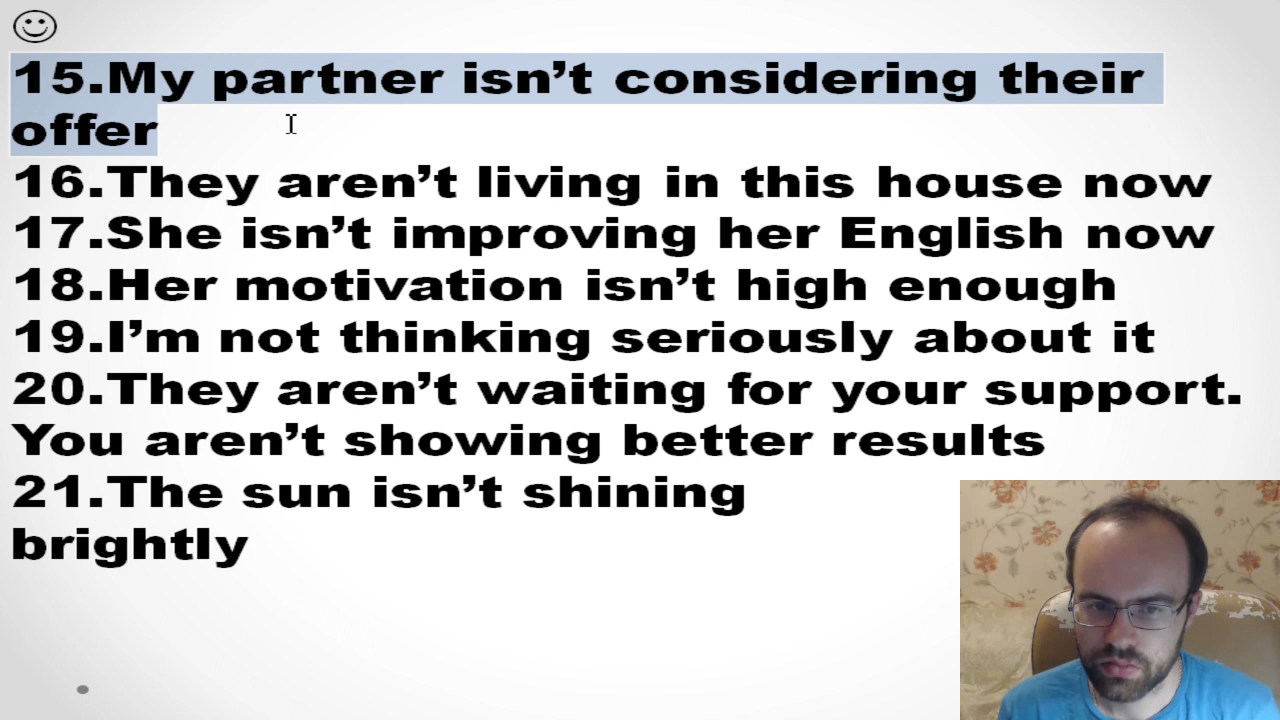 15.My partner isn’t considering their
offer
16.They aren’t living in this house now
17.She isn’t improving her English now
18.Her motivation isn’t high enough
19.I’m not thinking seriously about it
20.They aren’t waiting for your support.
You aren’t showing better results
21.The sun isn’t shining
brightly